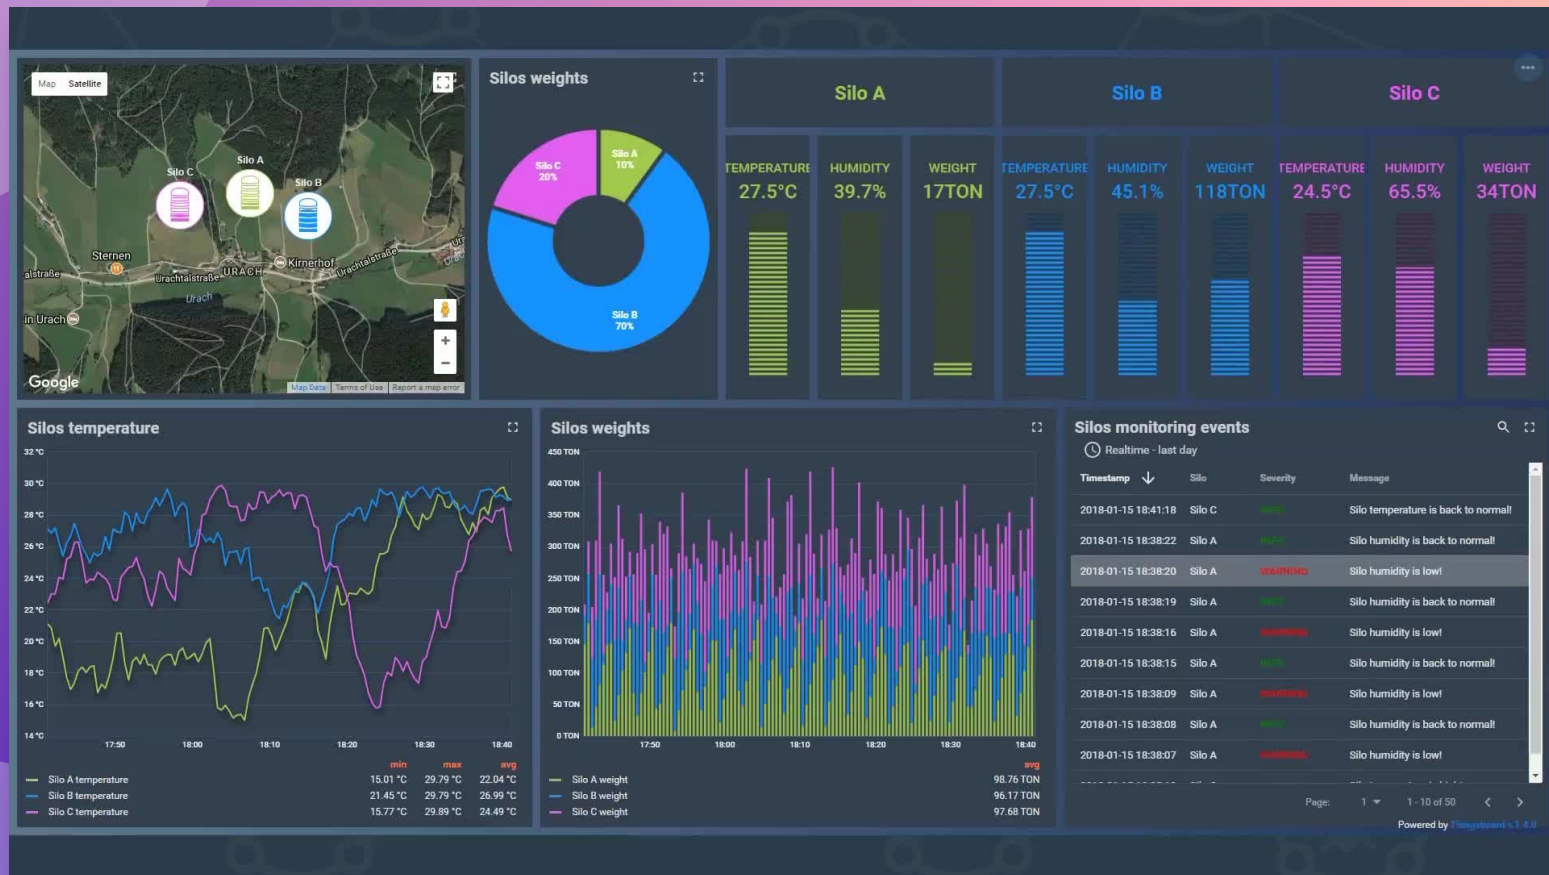 Map Satellite
Silo A
Silo C
Silo B
Sternen
Kirnerhof
alstraße
Urachtalstraße
URACH
Urachtalstraße
Urach
in Urach
+
−
Google
Map Data Terms of Use Report a map error
Silos weights
Silo C
20%
Silo A
10%
Silo B
70%
Silo A
TEMPERATURE HUMIDITY WEIGHT
27.5°C 39.7% 17TON
Silo B
TEMPERATURE HUMIDITY WEIGHT
27.5°C 45.1% 118TON
Silo C
TEMPERATURE HUMIDITY WEIGHT
24.5°C 65.5% 34TON
Silos temperature
32 °C
30 °C
28 °C
26 °C
24 °C
22 °C
20 °C
18 °C
16 °C
14 °C
17:50 18:00 18:10 18:20 18:30 18:40
min max avg
Silo A temperature 15.01 °C 29.79 °C 22.04 °C
Silo B temperature 21.45 °C 29.79 °C 26.99 °C
Silo C temperature 15.77 °C 29.89 °C 24.49 °C
Silos weights
450 TON
400 TON
350 TON
300 TON
250 TON
200 TON
150 TON
100 TON
50 TON
0 TON
17:50 18:00 18:10 18:20 18:30 18:40
avg
Silo A weight 98.76 TON
Silo B weight 96.17 TON
Silo C weight 97.68 TON
Silos monitoring events
Realtime - last day
Timestamp Silo Severity Message
2018-01-15 18:41:18 Silo C Silo temperature is back to normal!
2018-01-15 18:38:22 Silo A Silo humidity is back to normal!
2018-01-15 18:38:20 Silo A WARNING Silo humidity is low!
2018-01-15 18:38:19 Silo A Silo humidity is back to normal!
2018-01-15 18:38:16 Silo A Silo humidity is low!
2018-01-15 18:38:15 Silo A Silo humidity is back to normal!
2018-01-15 18:38:09 Silo A Silo humidity is low!
2018-01-15 18:38:08 Silo A Silo humidity is back to normal!
2018-01-15 18:38:07 Silo A Silo humidity is low!
Page: 1 1 - 10 of 50
Powered by Thingsboard v.1.4.0